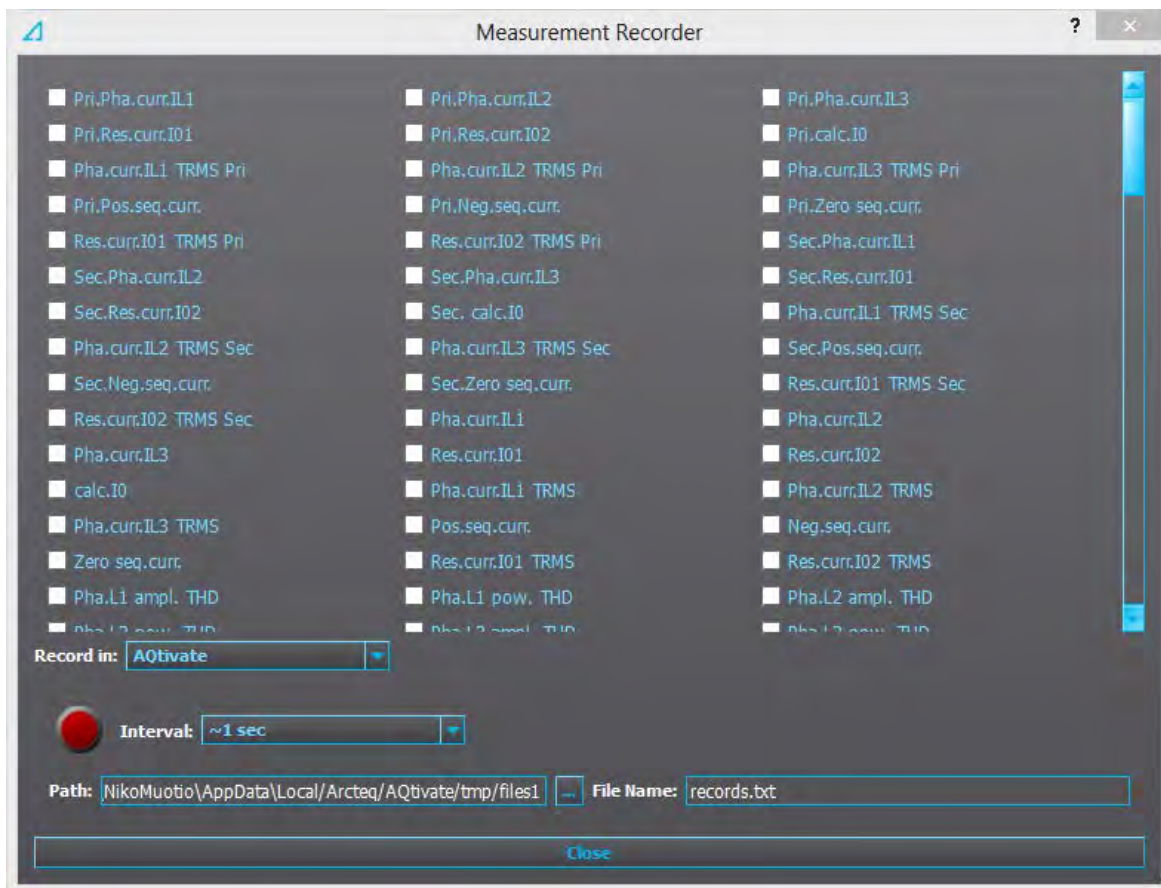 Measurement Recorder ? ×
Pri.Pha.curr.IL1 Pri.Pha.curr.IL2 Pri.Pha.curr.IL3
Pri.Res.curr.I01 Pri.Res.curr.I02 Pri.calc.I0
Pha.curr.IL1 TRMS Pri Pha.curr.IL2 TRMS Pri Pha.curr.IL3 TRMS Pri
Pri.Pos.seq.curr. Pri.Neg.seq.curr. Pri.Zero seq.curr.
Res.curr.I01 TRMS Pri Res.curr.I02 TRMS Pri Sec.Pha.curr.IL1
Sec.Pha.curr.IL2 Sec.Pha.curr.IL3 Sec.Res.curr.I01
Sec.Res.curr.I02 Sec. calc.I0 Pha.curr.IL1 TRMS Sec
Pha.curr.IL2 TRMS Sec Pha.curr.IL3 TRMS Sec Sec.Pos.seq.curr.
Sec.Neg.seq.curr. Sec.Zero seq.curr. Res.curr.I01 TRMS Sec
Res.curr.I02 TRMS Sec Pha.curr.IL1 Pha.curr.IL2
Pha.curr.IL3 Res.curr.I01 Res.curr.I02
calc.I0 Pha.curr.IL1 TRMS Pha.curr.IL2 TRMS
Pha.curr.IL3 TRMS Pos.seq.curr. Neg.seq.curr.
Zero seq.curr. Res.curr.I01 TRMS Res.curr.I02 TRMS
Pha.L1 ampl. THD Pha.L1 pow. THD Pha.L2 ampl. THD
Record in: AQtivate
Interval: ~1 sec
Path: NikoMuotio\AppData\Local/Arcteq/AQtivate/tmp/files1 ... File Name: records.txt
Close